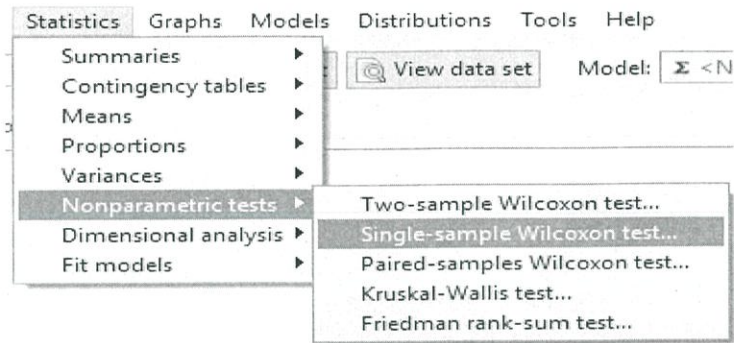 Statistics Graphs Models Distributions Tools Help
Summaries
View data set Model: Σ <N
Contingency tables
Means
Proportions
Variances
Nonparametric tests
Two-sample Wilcoxon test...
Dimensional analysis
Single-sample Wilcoxon test...
Fit models
Paired-samples Wilcoxon test...
Kruskal-Wallis test...
Friedman rank-sum test...